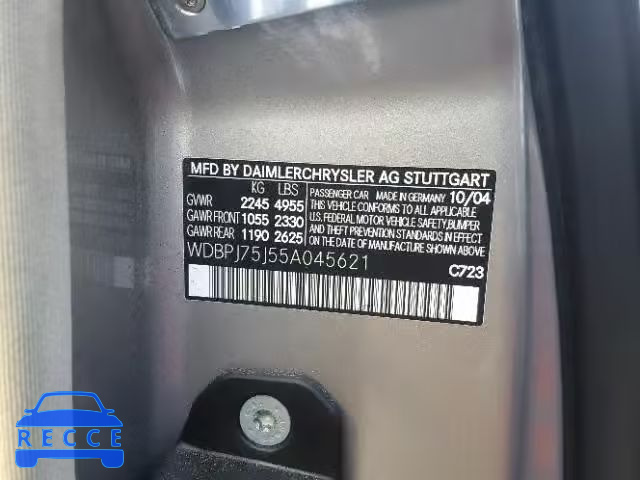 MFD BY DAIMLERCHRYSLER AG STUTTGART
KG LBS
GVWR 2245 4955
GAWR FRONT 1055 2330
GAWR REAR 1190 2625
PASSENGER CAR MADE IN GERMANY 10/04
THIS VEHICLE CONFORMS TO ALL APPLICABLE
U.S. FEDERAL MOTOR VEHICLE SAFETY, BUMPER
AND THEFT PREVENTION STANDARDS IN EFFECT
ON THE DATE OF MANUFACTURE SHOWN ABOVE.
WDBPJ75J55A045621
C723
RECCE